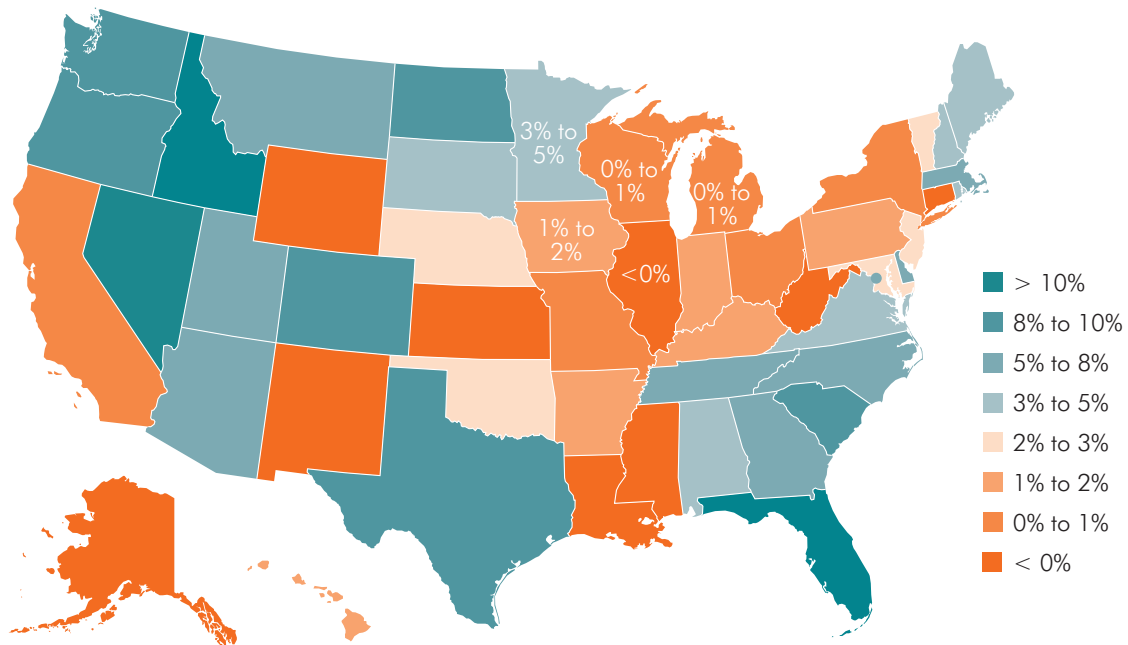 3% to
5%
0% to
1%
0% to
1%
1% to
2%
<0%
> 10%
8% to 10%
5% to 8%
3% to 5%
2% to 3%
1% to 2%
0% to 1%
< 0%